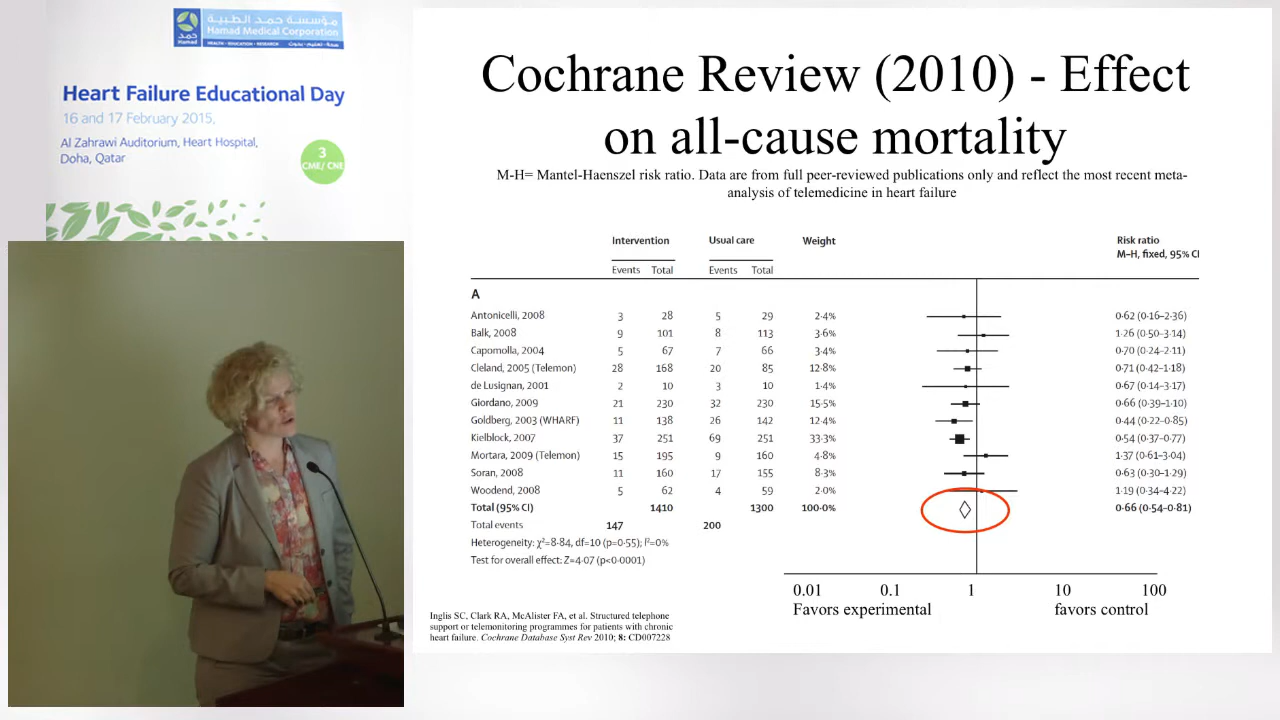 مؤسسة حمد الطبية
Hamad Medical Corporation
حمد
Hamad
HEALTH · EDUCATION · RESEARCH صحة · تعليم · بحوث
Heart Failure Educational Day
16 and 17 February 2015,
Al Zahrawi Auditorium, Heart Hospital,
Doha, Qatar
3
CME/ CNE
Cochrane Review (2010) - Effect
on all-cause mortality
M-H= Mantel-Haenszel risk ratio. Data are from full peer-reviewed publications only and reflect the most recent meta-
analysis of telemedicine in heart failure
Intervention Usual care Weight Risk ratio
M–H, fixed, 95% CI
Events Total Events Total
A
Antonicelli, 2008 3 28 5 29 2·4% 0·62 (0·16–2·36)
Balk, 2008 9 101 8 113 3·6% 1·26 (0·50–3·14)
Capomolla, 2004 5 67 7 66 3·4% 0·70 (0·24–2·11)
Cleland, 2005 (Telemon) 28 168 20 85 12·8% 0·71 (0·42–1·18)
de Lusignan, 2001 2 10 3 10 1·4% 0·67 (0·14–3·17)
Giordano, 2009 21 230 32 230 15·5% 0·66 (0·39–1·10)
Goldberg, 2003 (WHARF) 11 138 26 142 12·4% 0·44 (0·22–0·85)
Kielblock, 2007 37 251 69 251 33·3% 0·54 (0·37–0·77)
Mortara, 2009 (Telemon) 15 195 9 160 4·8% 1·37 (0·61–3·04)
Soran, 2008 11 160 17 155 8·3% 0·63 (0·30–1·29)
Woodend, 2008 5 62 4 59 2·0% 1·19 (0·34–4·22)
Total (95% CI) 1410 1300 100·0% 0·66 (0·54–0·81)
Total events 147 200
Heterogeneity: χ²=8·84, df=10 (p=0·55); I²=0%
Test for overall effect: Z=4·07 (p<0·0001)
0.01 0.1 1 10 100
Favors experimental favors control
Inglis SC, Clark RA, McAlister FA, et al. Structured telephone
support or telemonitoring programmes for patients with chronic
heart failure. Cochrane Database Syst Rev 2010; 8: CD007228